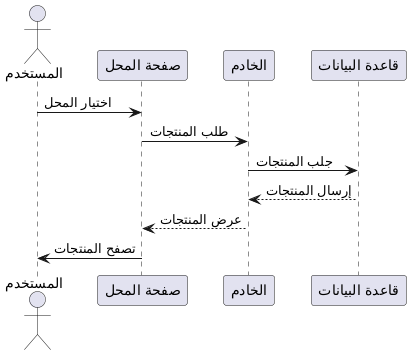 المستخدم
صفحة المحل
الخادم
قاعدة البيانات
اختيار المحل
طلب المنتجات
جلب المنتجات
إرسال المنتجات
عرض المنتجات
تصفح المنتجات
المستخدم
صفحة المحل
الخادم
قاعدة البيانات